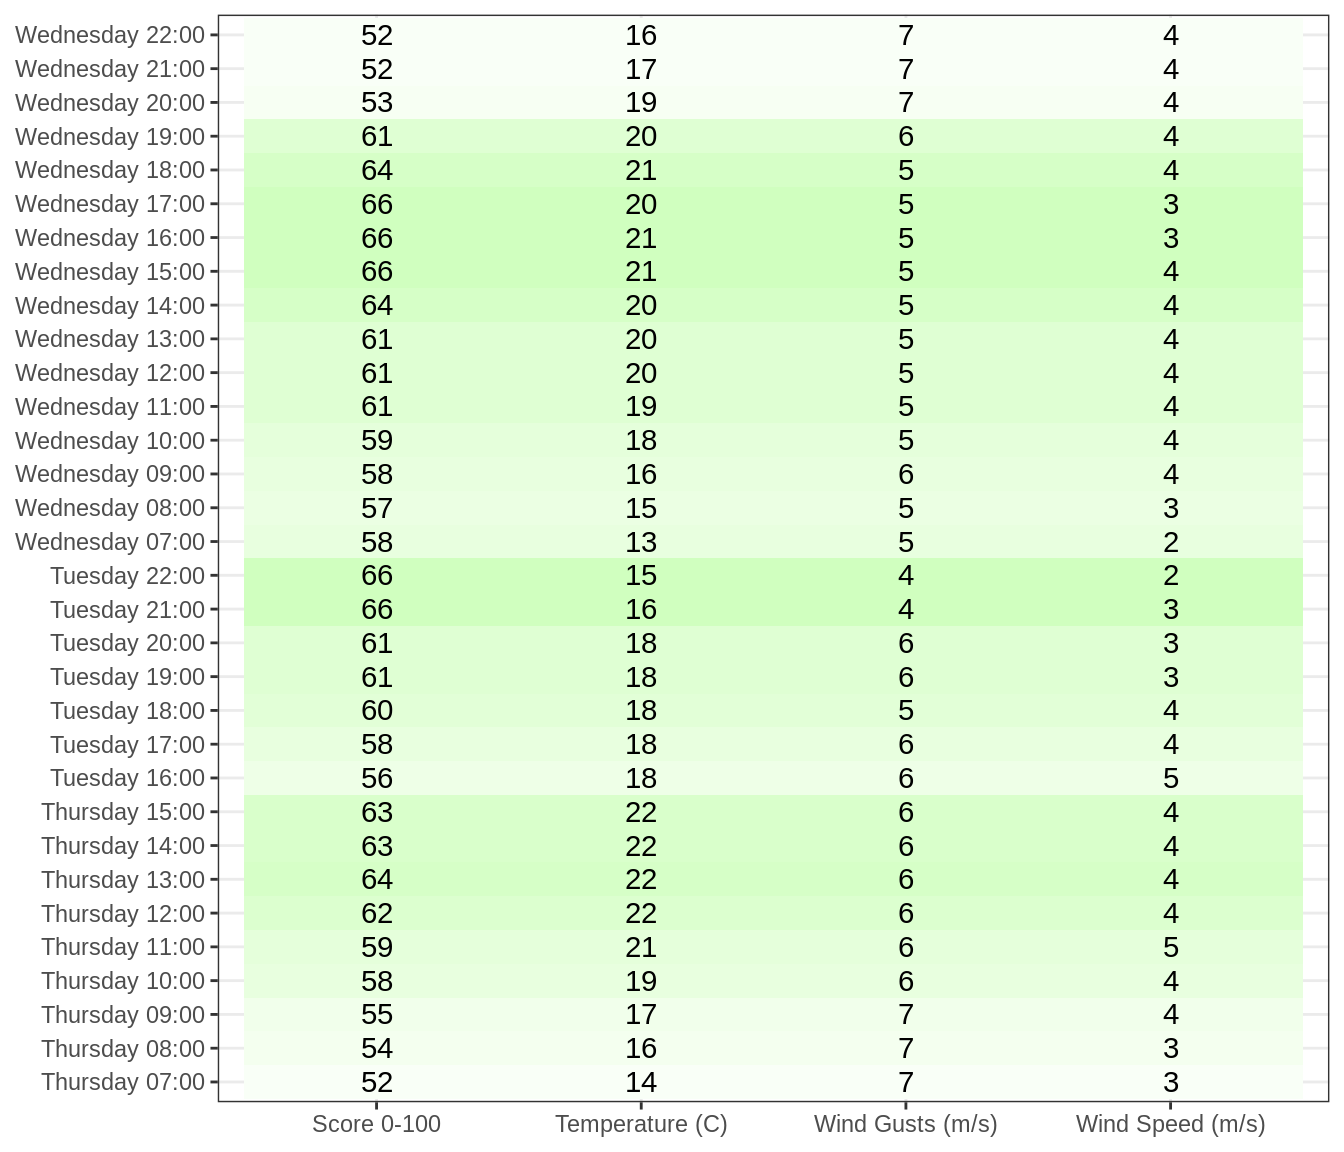 Wednesday 22:00 52 16 7 4
Wednesday 21:00 52 17 7 4
Wednesday 20:00 53 19 7 4
Wednesday 19:00 61 20 6 4
Wednesday 18:00 64 21 5 4
Wednesday 17:00 66 20 5 3
Wednesday 16:00 66 21 5 3
Wednesday 15:00 66 21 5 4
Wednesday 14:00 64 20 5 4
Wednesday 13:00 61 20 5 4
Wednesday 12:00 61 20 5 4
Wednesday 11:00 61 19 5 4
Wednesday 10:00 59 18 5 4
Wednesday 09:00 58 16 6 4
Wednesday 08:00 57 15 5 3
Wednesday 07:00 58 13 5 2
Tuesday 22:00 66 15 4 2
Tuesday 21:00 66 16 4 3
Tuesday 20:00 61 18 6 3
Tuesday 19:00 61 18 6 3
Tuesday 18:00 60 18 5 4
Tuesday 17:00 58 18 6 4
Tuesday 16:00 56 18 6 5
Thursday 15:00 63 22 6 4
Thursday 14:00 63 22 6 4
Thursday 13:00 64 22 6 4
Thursday 12:00 62 22 6 4
Thursday 11:00 59 21 6 5
Thursday 10:00 58 19 6 4
Thursday 09:00 55 17 7 4
Thursday 08:00 54 16 7 3
Thursday 07:00 52 14 7 3
Score 0-100 Temperature (C) Wind Gusts (m/s) Wind Speed (m/s)